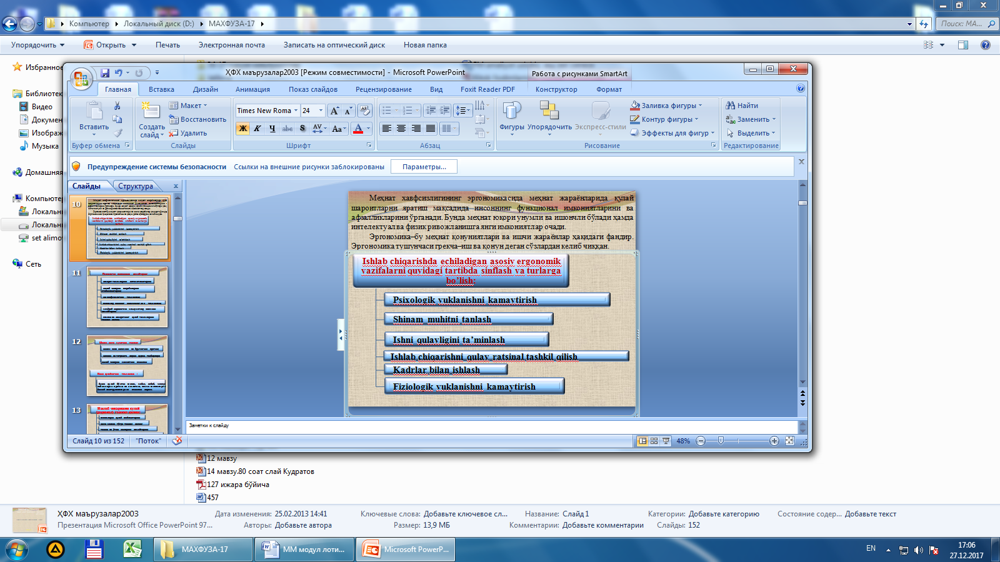 Компьютер
Локальный диск (D:)
МАХФУЗА-17
Поиск: МА...
Упорядочить
Открыть
Печать
Электронная почта
Записать на оптический диск
Новая папка
Избранное
Библиотек
Видео
Докумен
Изображ
Музыка
Домашняя
Компьютер
Локальн
Локальн
set alimo
Сеть
ҲФХ маърузалар2003 [Режим совместимости] - Microsoft PowerPoint
Работа с рисунками SmartArt
Главная
Вставка
Дизайн
Анимация
Показ слайдов
Рецензирование
Вид
Foxit Reader PDF
Конструктор
Формат
Вставить
Буфер обмена
Создать слайд
Макет
Восстановить
Удалить
Слайды
Times New Roma
24
Ж К Ч abc S AV Aa А
Шрифт
Абзац
Фигуры
Упорядочить
Экспресс-стили
Заливка фигуры
Контур фигуры
Эффекты для фигур
Рисование
Найти
Заменить
Выделить
Редактирование
Предупреждение системы безопасности
Ссылки на внешние рисунки заблокированы
Параметры...
Слайды
Структура
10
11
12
13
Меҳнат ҳавфсизлигининг эргономикасида меҳнат жараёнларида қулай
шароитларни яратиш мақсадида инсоннинг функционал имкониятларини ва
афзалликларини ўрганади. Бунда меҳнат юқори унумли ва ишончли бўлади ҳамда
интелектуал ва физик ривожланишга янги имкониятлар очади.
Эргономика–бу меҳнат қонуниятлари ва ишчи жараёнлар ҳақидаги фандир.
Эргономика тушунчаси грекча–иш ва қонун деган сўзлардан келиб чиққан.
Ishlab chiqarishda echiladigan asosiy ergonomik
vazifalarni quyidagi tartibda sinflash va turlarga
bo`lish:
Psixologik yuklanishni kamaytirish
Shinam muhitni tanlash
Ishni qulayligini ta’minlash
Ishlab chiqarishni qulay ratsinal tashkil qilish
Kadrlar bilan ishlash
Fiziologik yuklanishni kamaytirish
Заметки к слайду
Слайд 10 из 152
"Поток"
48%
12 мавзу
14 мавзу.80 соат слай Кудратов
127 ижара бўйича
457
ҲФХ маърузалар2003
Дата изменения: 25.02.2013 14:41
Ключевые слова: Добавьте ключевое сл...
Название: Слайд 1
Категории: Добавьте категорию
Состояние содер... Добавьте текст
Презентация Microsoft Office PowerPoint 97...
Авторы: Добавьте автора
Размер: 13,9 МБ
Комментарии: Добавьте комментарии
Слайды: 152
МАХФУЗА-17
ММ модул лоти...
Microsoft PowerP...
EN
17:06
27.12.2017